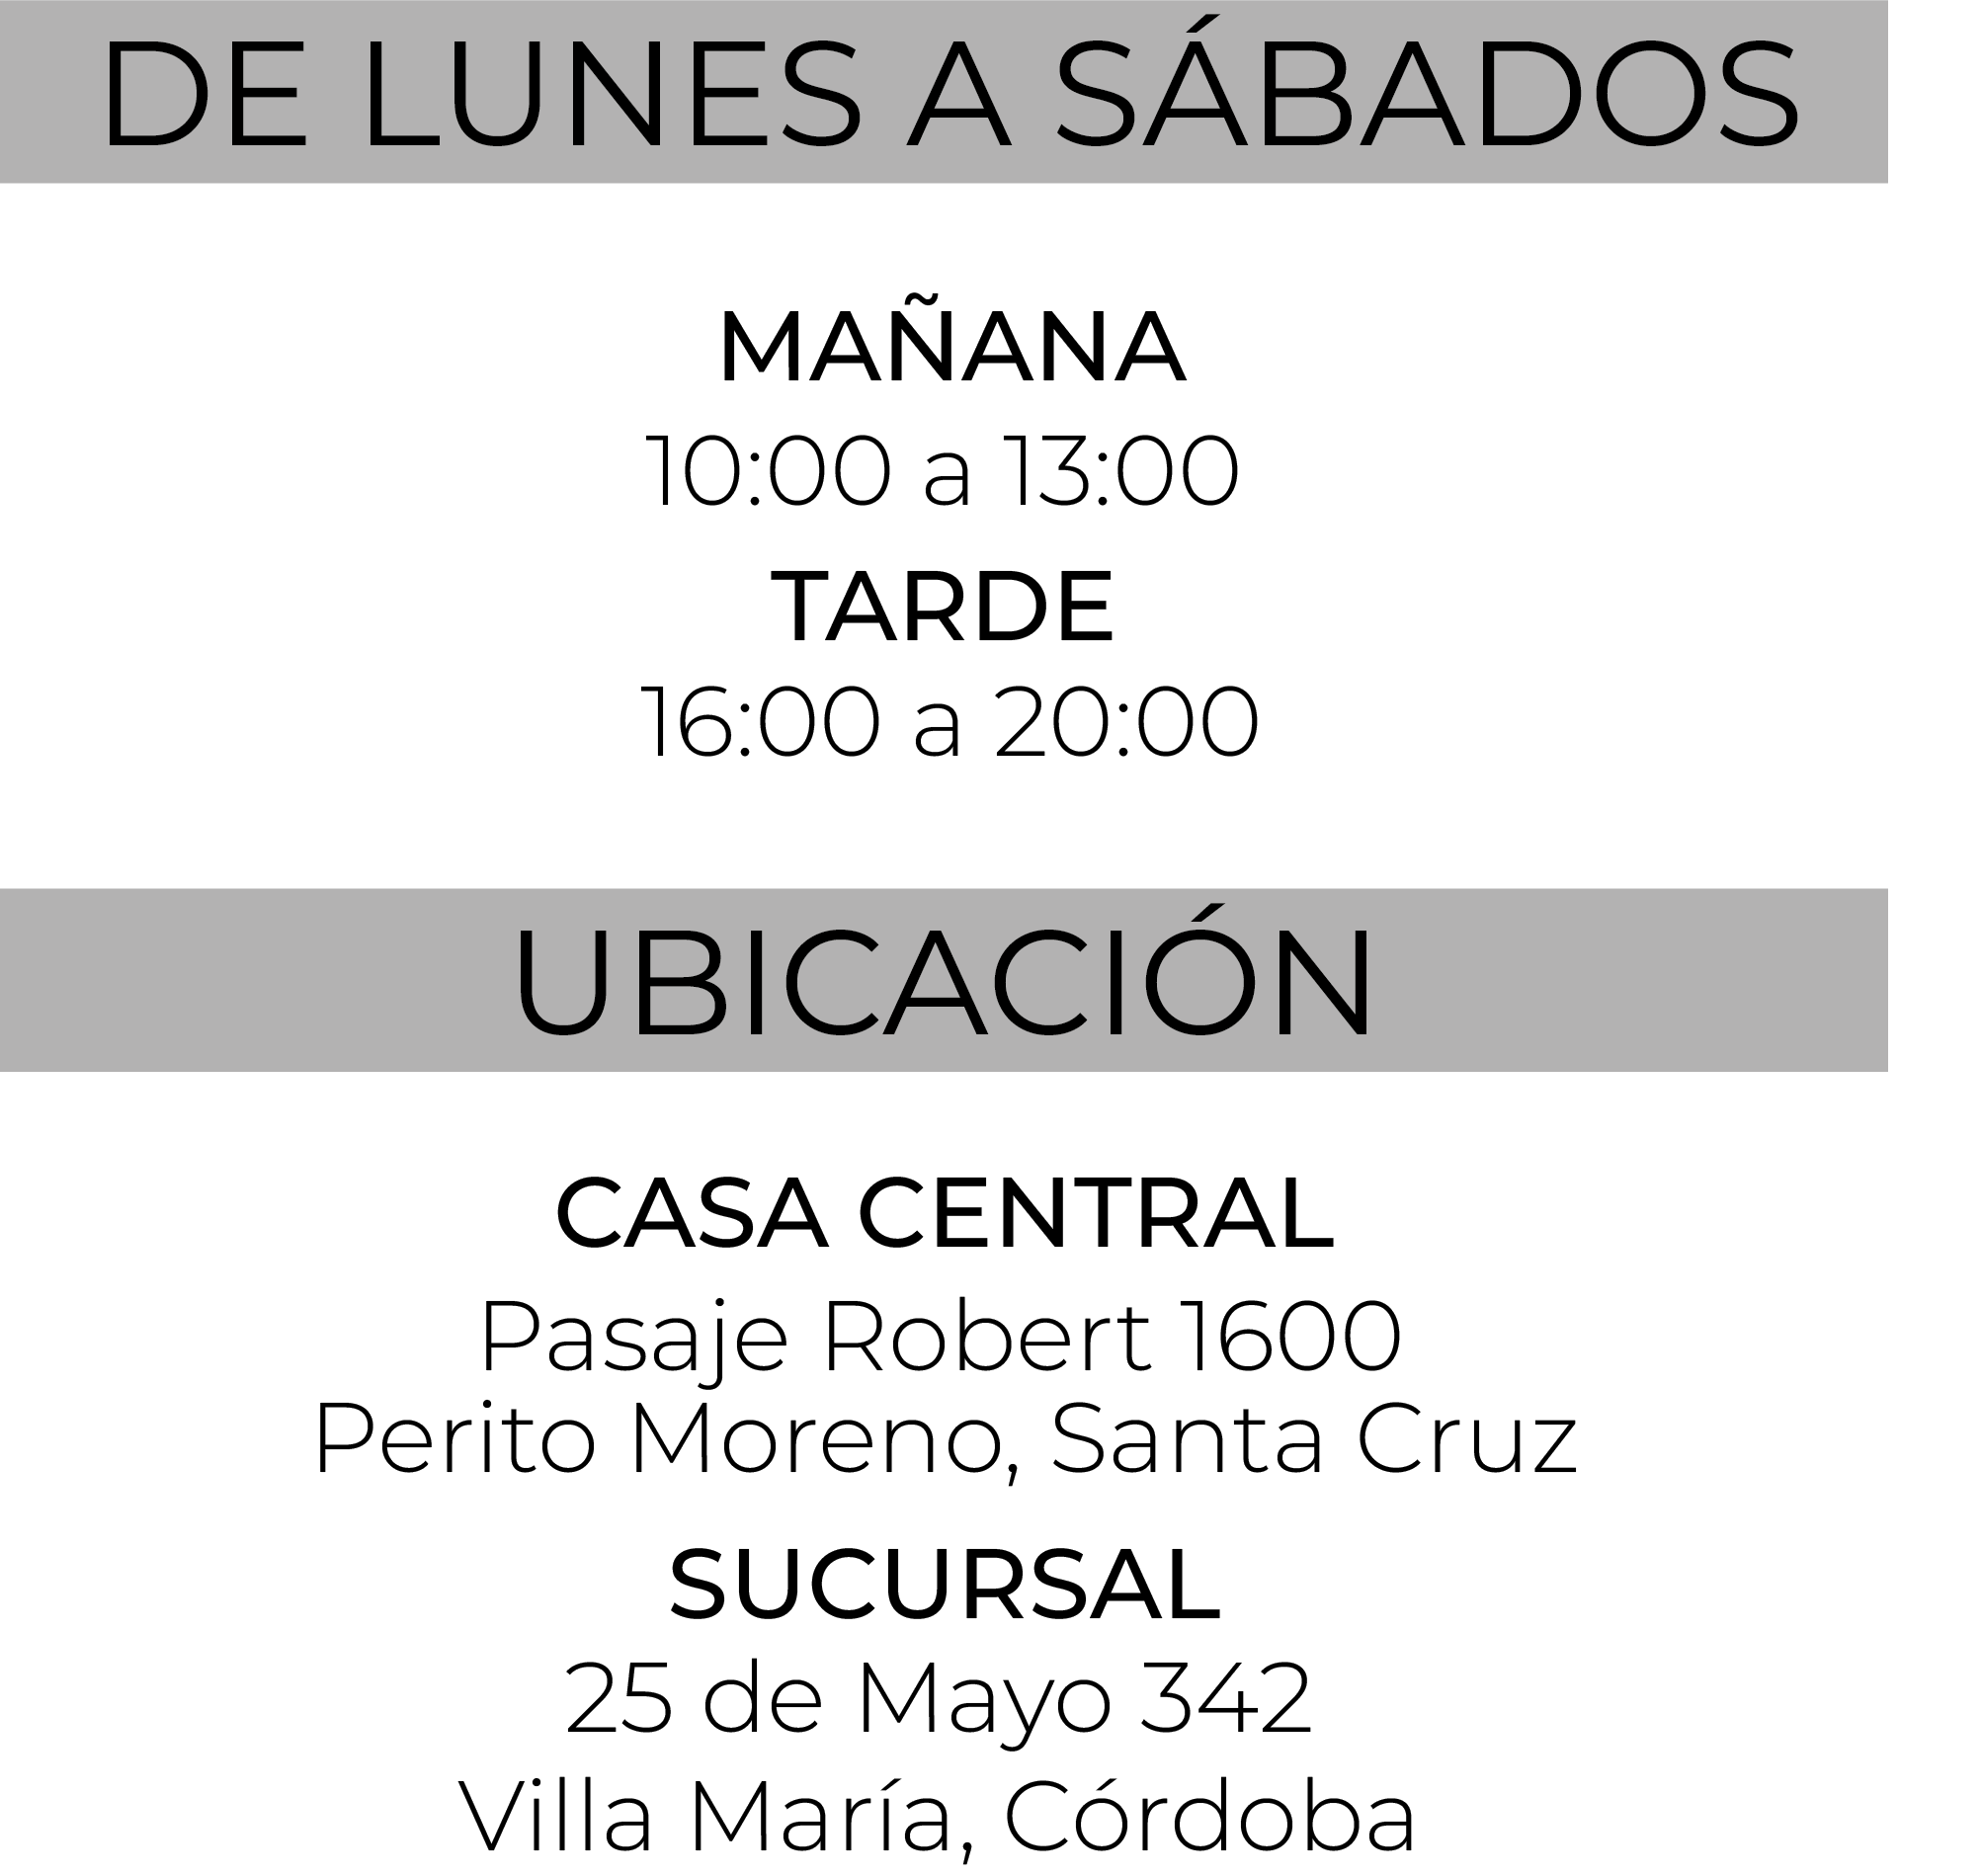 DE LUNES A SÁBADOS
MAÑANA
10:00 a 13:00
TARDE
16:00 a 20:00
UBICACIÓN
CASA CENTRAL
Pasaje Robert 1600
Perito Moreno, Santa Cruz
SUCURSAL
25 de Mayo 342
Villa María, Córdoba